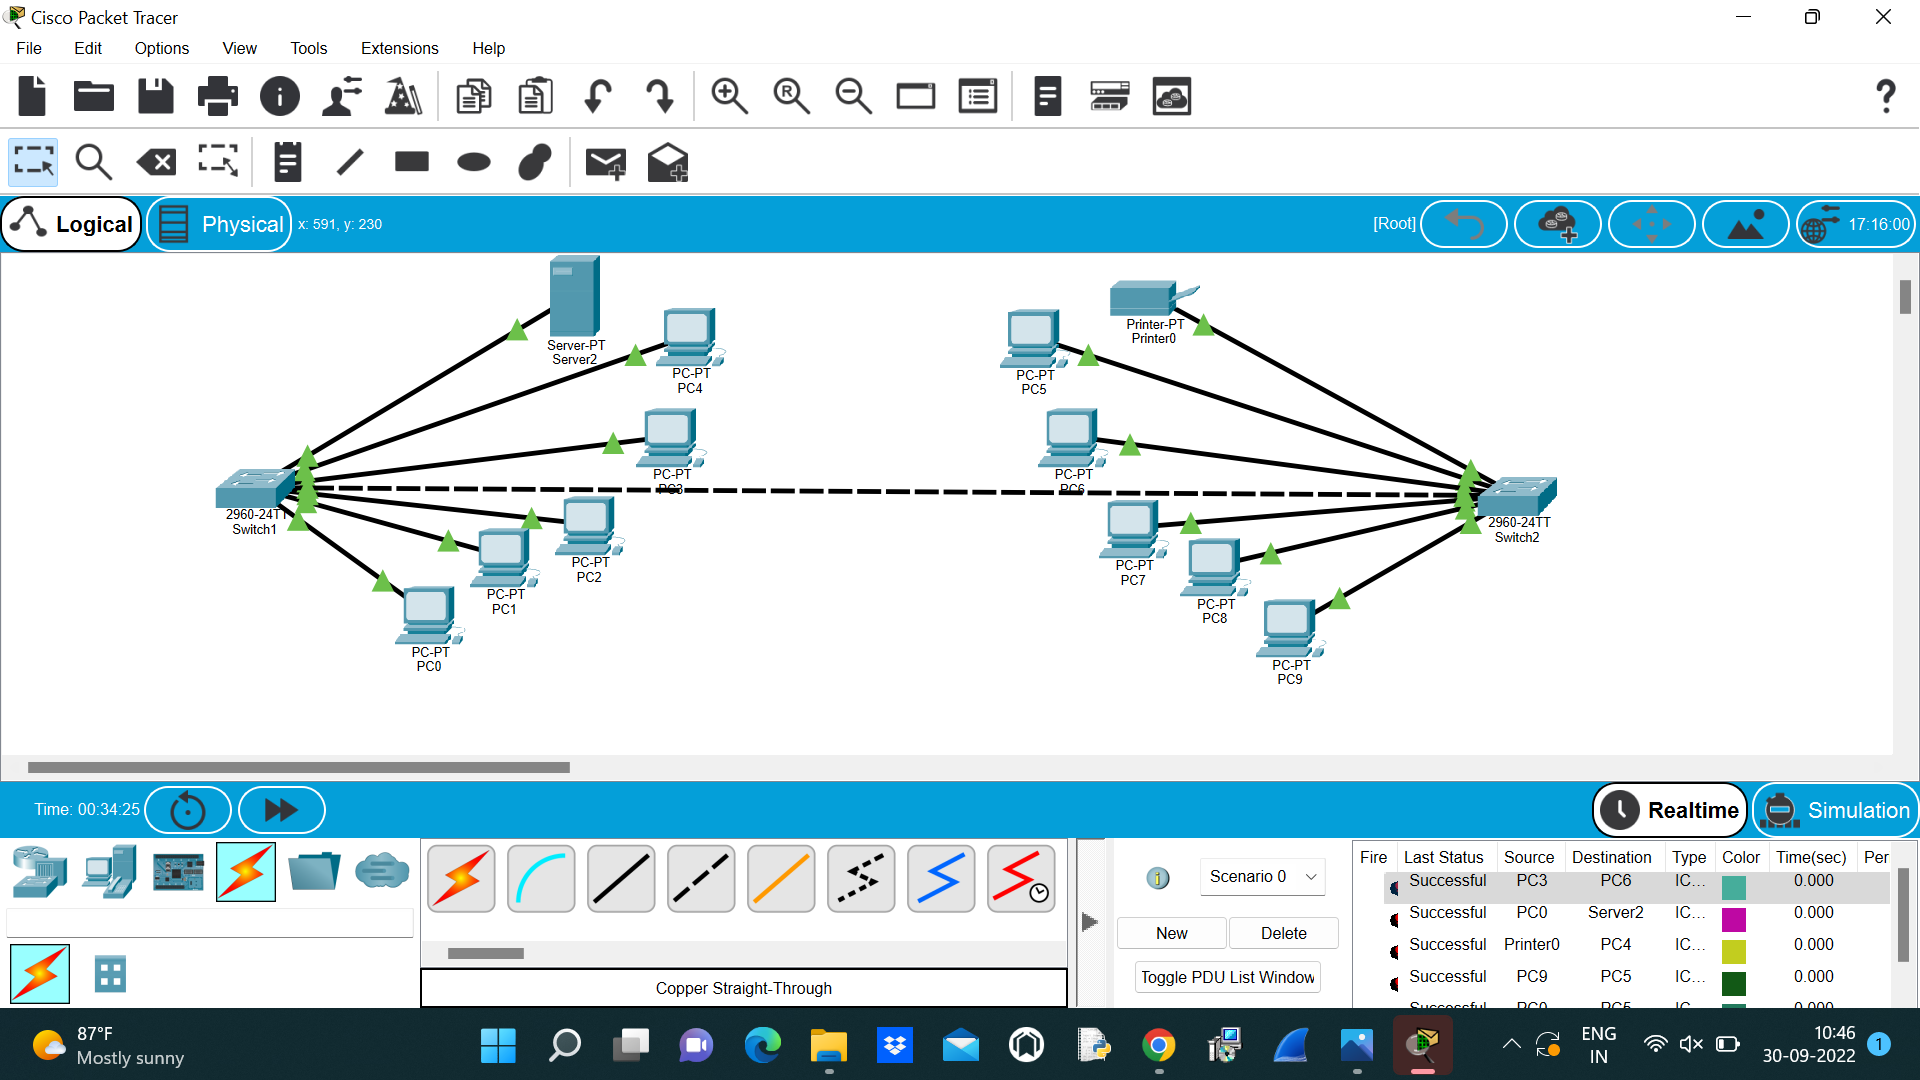 Cisco Packet Tracer
File Edit Options View Tools Extensions Help
Logical Physical x: 591, y: 230 [Root] 17:16:00
Server-PT
Server2
PC-PT
PC4
PC-PT
PC3
2960-24TT
Switch1
PC-PT
PC2
PC-PT
PC1
PC-PT
PC0
Printer-PT
Printer0
PC-PT
PC5
PC-PT
PC6
2960-24TT
Switch2
PC-PT
PC7
PC-PT
PC8
PC-PT
PC9
Time: 00:34:25 Realtime Simulation
Scenario 0
New Delete
Toggle PDU List Window
Copper Straight-Through
Fire Last Status Source Destination Type Color Time(sec) Per
Successful PC3 PC6 IC... 0.000
Successful PC0 Server2 IC... 0.000
Successful Printer0 PC4 IC... 0.000
Successful PC9 PC5 IC... 0.000
Successful PC0 PC5 IC... 0.000
87°F
Mostly sunny
ENG
IN
10:46
30-09-2022
1